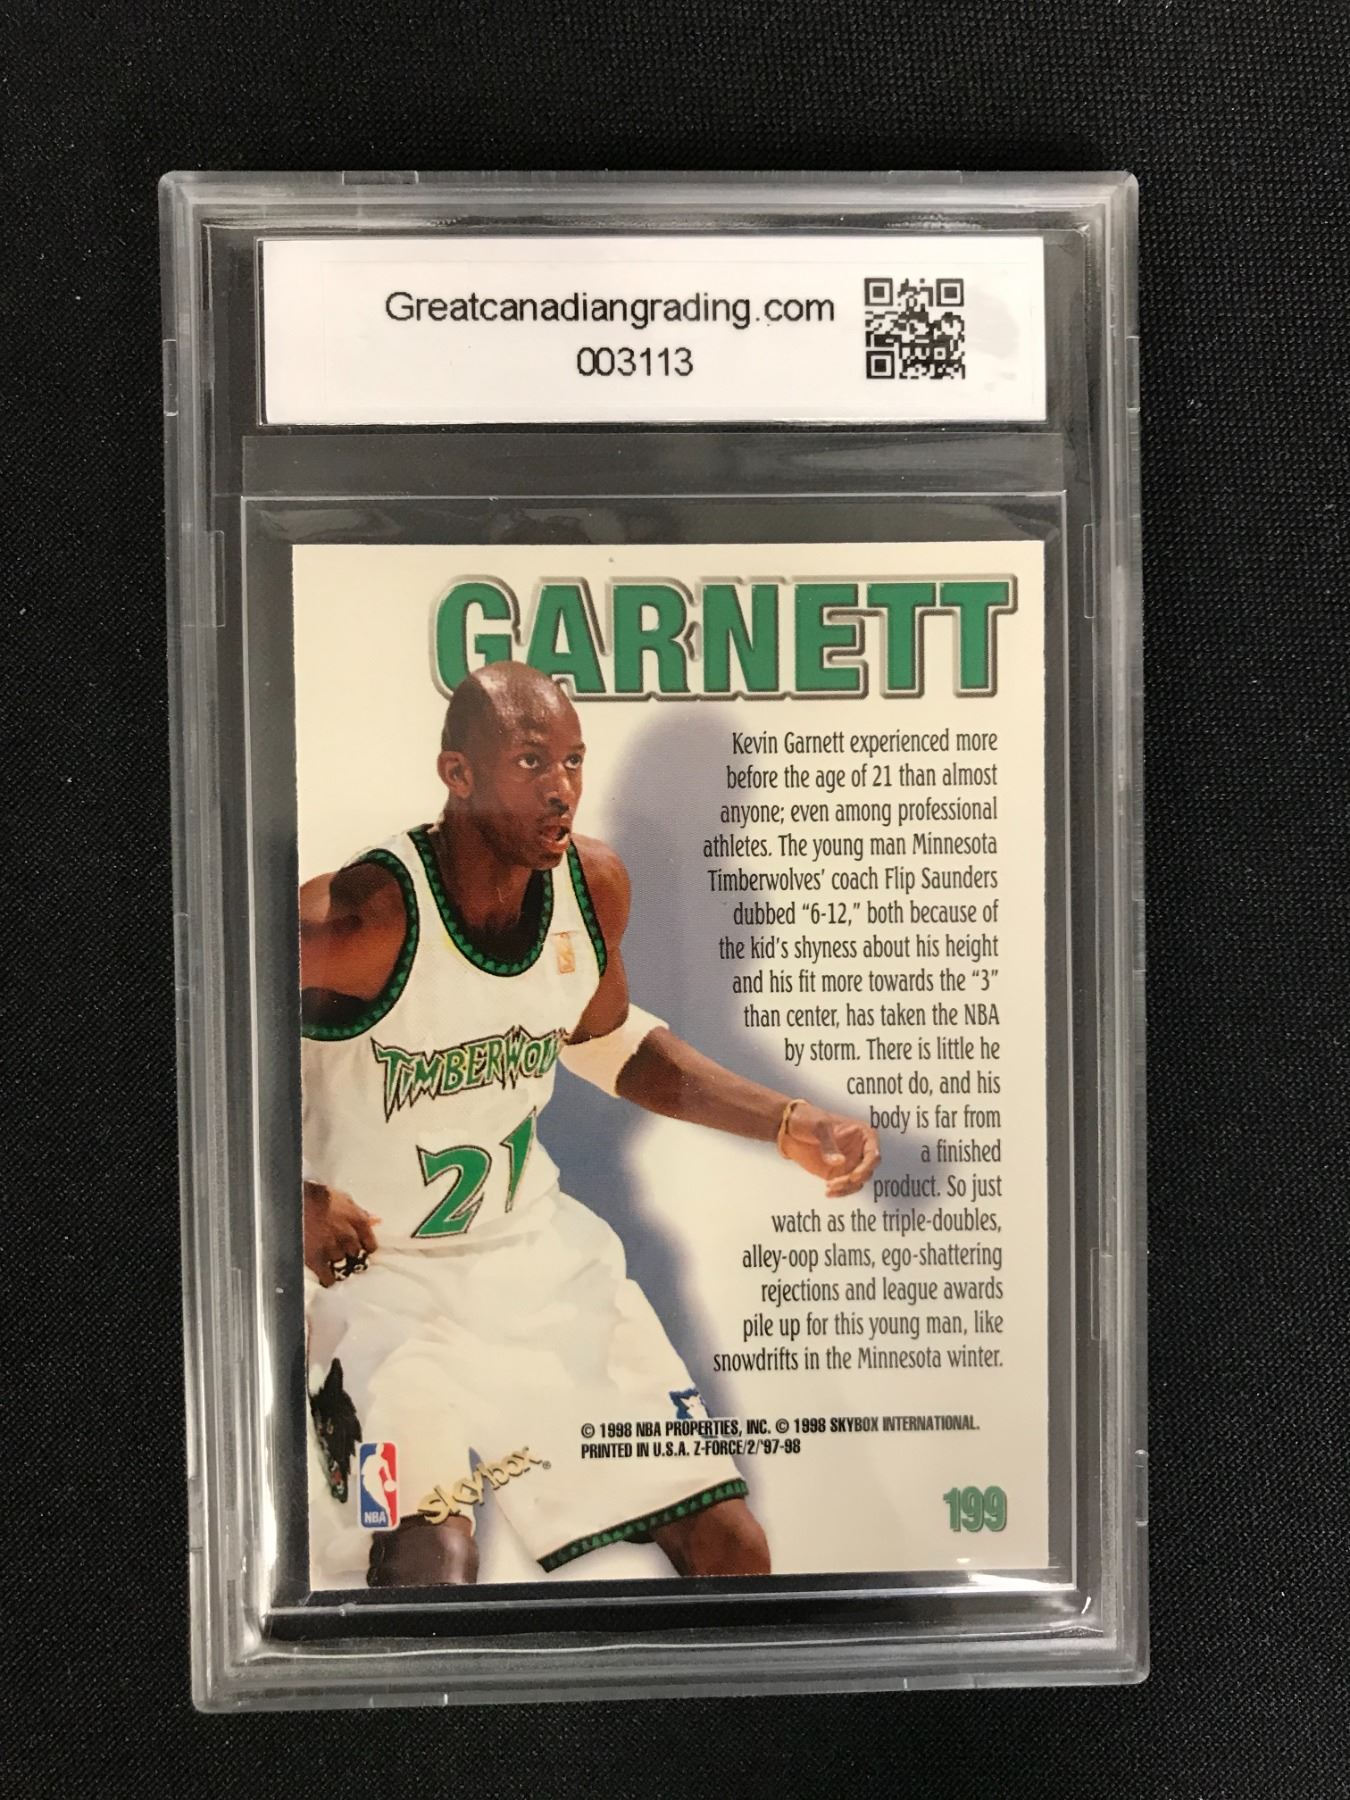 Greatcanadiangrading.com
003113
GARNETT
Kevin Garnett experienced more
before the age of 21 than almost
anyone; even among professional
athletes. The young man Minnesota
Timberwolves' coach Flip Saunders
dubbed "6-12," both because of
the kid's shyness about his height
and his fit more towards the "3"
than center, has taken the NBA
by storm. There is little he
cannot do, and his
body is far from
a finished
product. So just
watch as the triple-doubles,
alley-oop slams, ego-shattering
rejections and league awards
pile up for this young man, like
snowdrifts in the Minnesota winter.
TIMBERWOL
21
© 1998 NBA PROPERTIES, INC. © 1998 SKYBOX INTERNATIONAL.
PRINTED IN U.S.A. Z-FORCE/2/'97-98
NBA
Skybox®
199